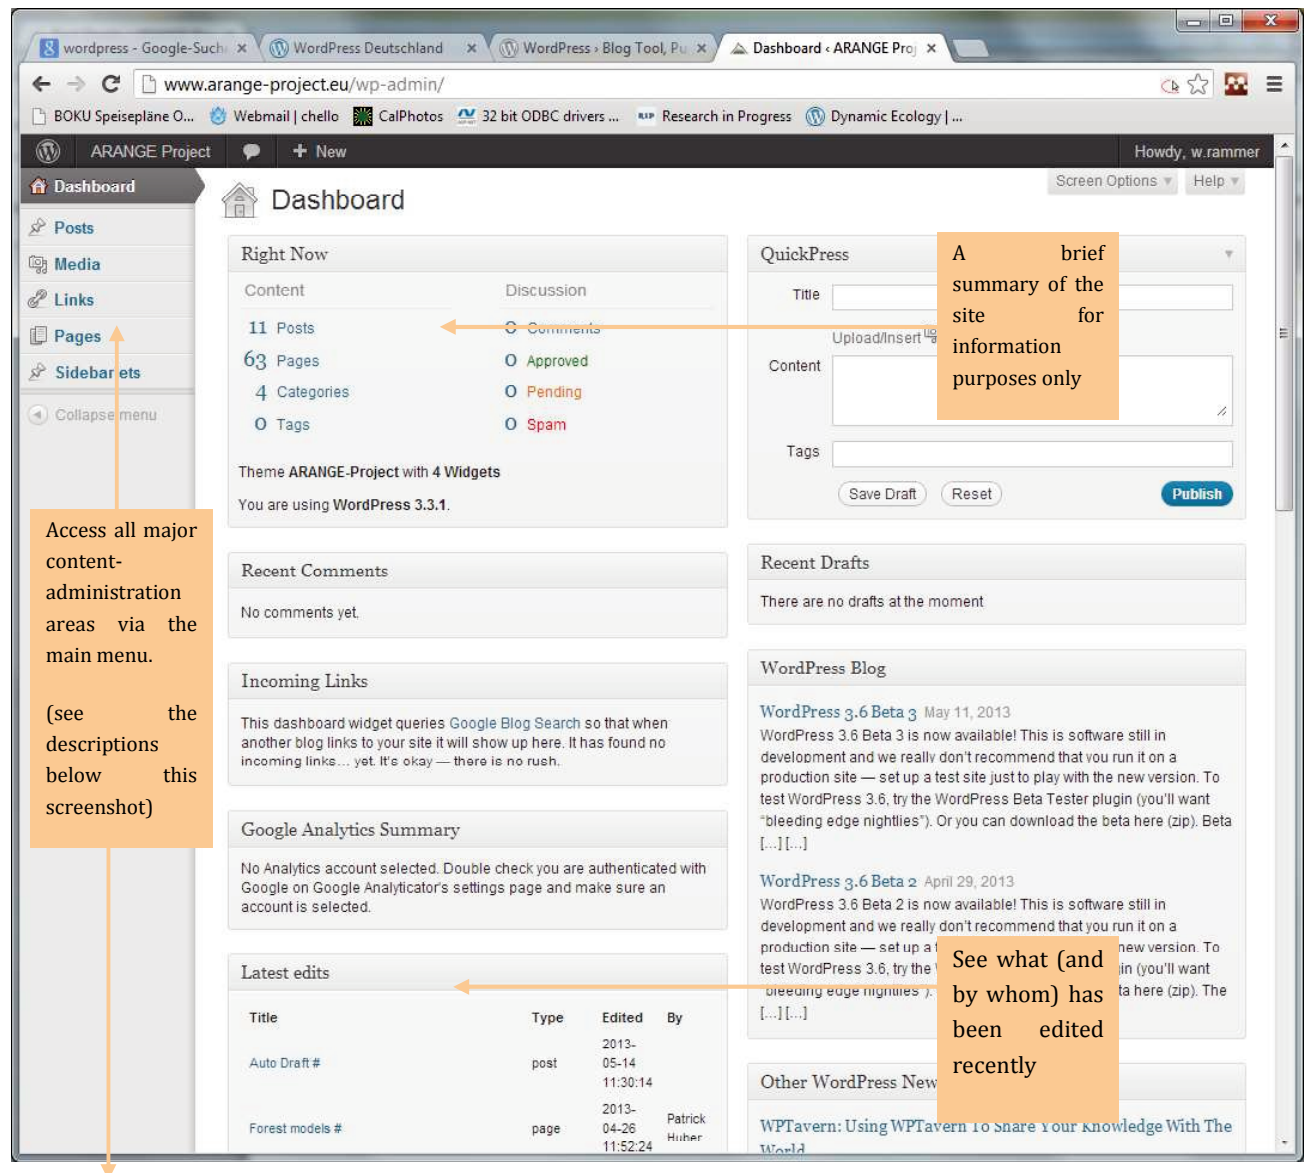 wordpress - Google-Such
WordPress Deutschland
WordPress › Blog Tool, Pu
Dashboard ‹ ARANGE Proj
www.arange-project.eu/wp-admin/
BOKU Speisepläne O...
Webmail | chello
CalPhotos
32 bit ODBC drivers ...
Research in Progress
Dynamic Ecology | ...
ARANGE Project
+ New
Howdy, w.rammer
Dashboard
Posts
Media
Links
Pages
Collapse menu
Access all major
content-
administration
areas via the
main menu.
(see the
descriptions
below this
screenshot)
Screen Options
Help
Dashboard
Right Now
Content
Discussion
11 Posts
0 Comments
63 Pages
0 Approved
4 Categories
0 Pending
0 Tags
0 Spam
Theme ARANGE-Project with 4 Widgets
You are using WordPress 3.3.1.
Recent Comments
No comments yet.
Incoming Links
This dashboard widget queries Google Blog Search so that when
another blog links to your site it will show up here. It has found no
incoming links… yet. It's okay — there is no rush.
Google Analytics Summary
No Analytics account selected. Double check you are authenticated with
Google on Google Analyticator's settings page and make sure an
account is selected.
Latest edits
Title Type Edited By
Auto Draft # post 2013-
05-14
11:30:14
Forest models # page 2013-
04-26
11:52:24
Patrick
Huber
QuickPress
Title
Upload/Insert
Content
Tags
Save Draft
Reset
Publish
A brief
summary of the
site for
information
purposes only
Recent Drafts
There are no drafts at the moment
WordPress Blog
WordPress 3.6 Beta 3 May 11, 2013
WordPress 3.6 Beta 3 is now available! This is software still in
development and we really don't recommend that you run it on a
production site — set up a test site just to play with the new version. To
test WordPress 3.6, try the WordPress Beta Tester plugin (you'll want
“bleeding edge nightlies”). Or you can download the beta here (zip). Beta
[...] [...]
WordPress 3.6 Beta 2 April 29, 2013
WordPress 3.6 Beta 2 is now available! This is software still in
development and we really don't recommend that you run it on a
production site — set up a new version. To
test WordPress 3.6, try the (you'll want
“bleeding edge nightlies”). here (zip). The
[...] [...]
See what (and
by whom) has
been edited
recently
Other WordPress New
WPTavern: Using WPTavern To Share Your Knowledge With The
World